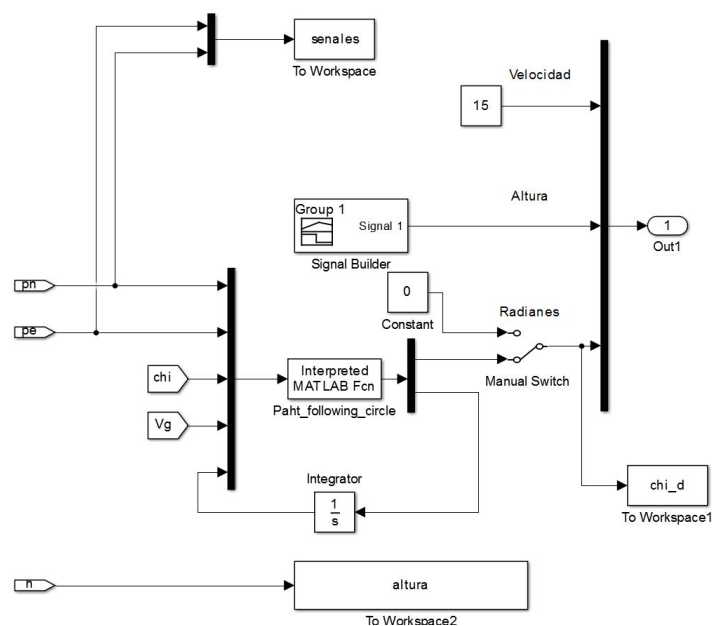 senales
To Workspace
Velocidad
15
Group 1
Signal 1
Signal Builder
Altura
1
Out1
pn
pe
0
Constant
Radianes
Manual Switch
chi
Interpreted
MATLAB Fcn
Paht_following_circle
Vg
Integrator
1
s
chi_d
To Workspace1
n
altura
To Workspace2